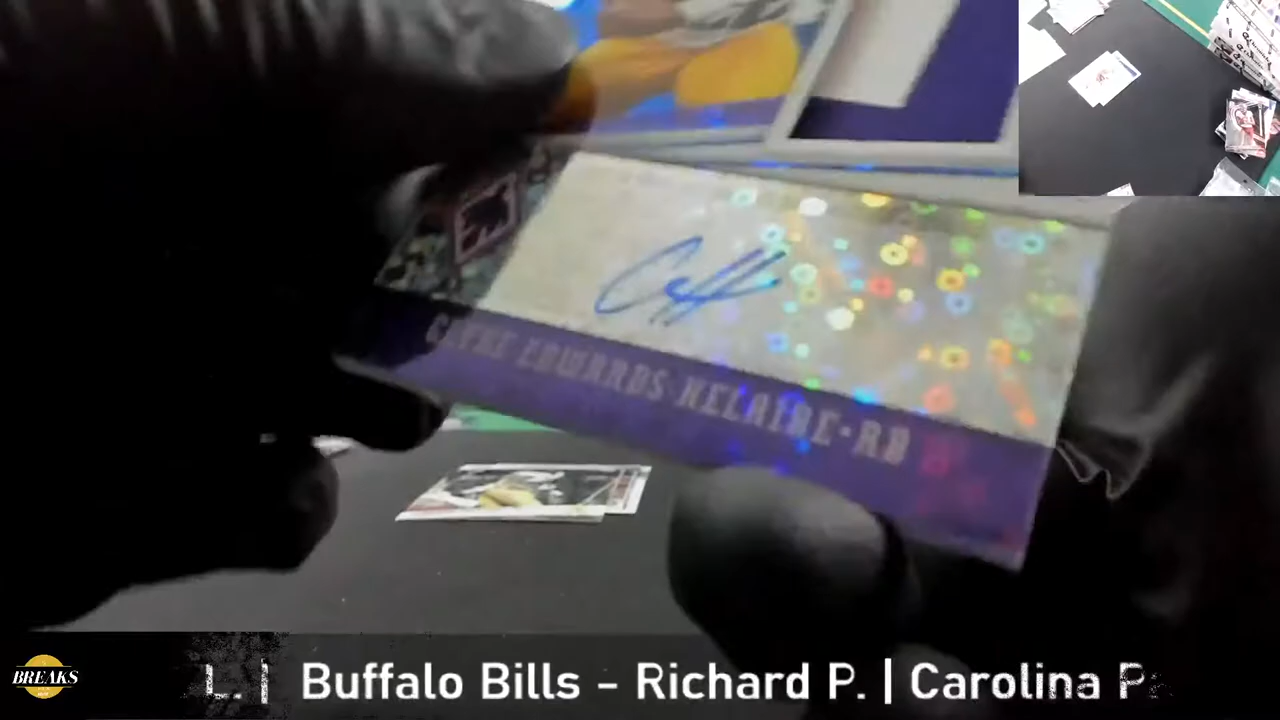 CLYDE EDWARDS-HELAIRE • RB
BREAKS
L. | Buffalo Bills - Richard P. | Carolina